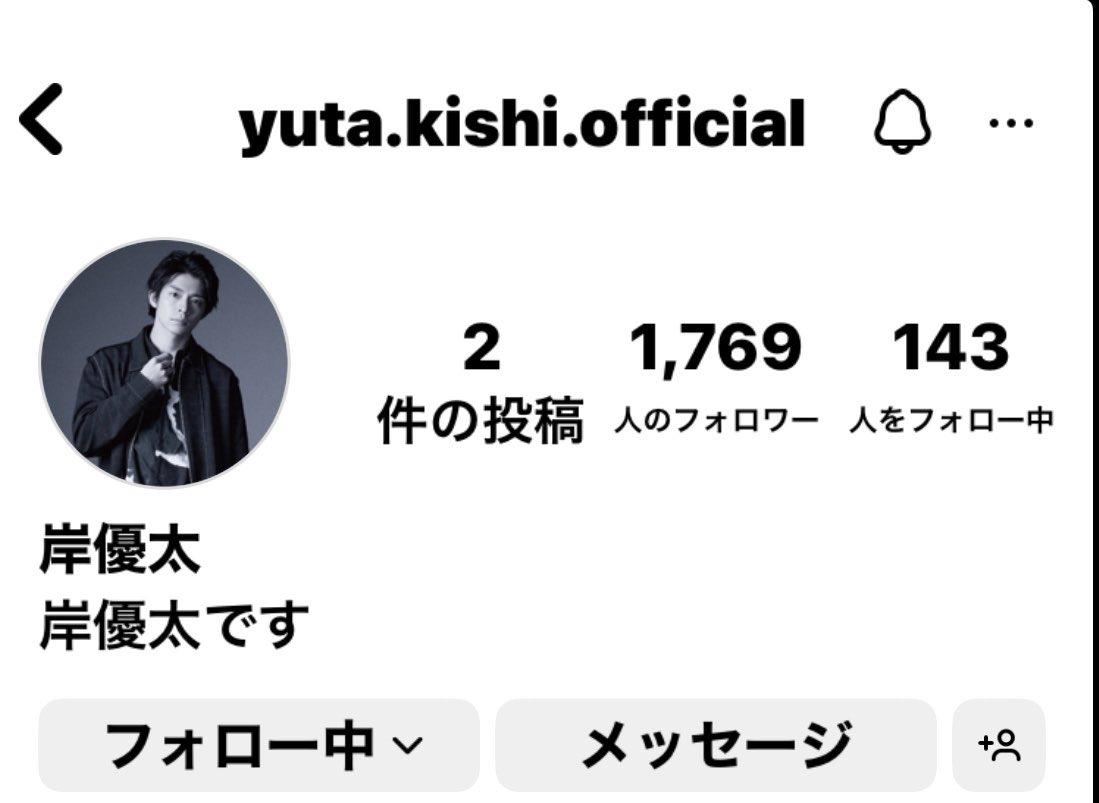 yuta.kishi.official
2 1,769 143
件の投稿 人のフォロワー 人をフォロー中
岸優太
岸優太です
フォロー中 メッセージ